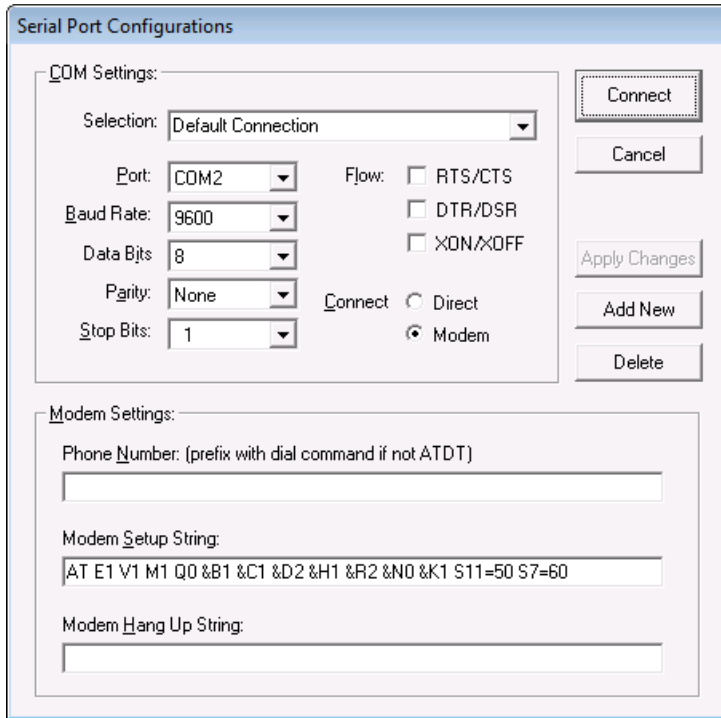 Serial Port Configurations
COM Settings:
Selection: Default Connection
Port: COM2
Baud Rate: 9600
Data Bits 8
Parity: None
Stop Bits: 1
Flow: RTS/CTS
DTR/DSR
XON/XOFF
Connect Direct
Modem
Connect
Cancel
Apply Changes
Add New
Delete
Modem Settings:
Phone Number: (prefix with dial command if not ATDT)
Modem Setup String:
AT E1 V1 M1 Q0 &B1 &C1 &D2 &H1 &R2 &N0 &K1 S11=50 S7=60
Modem Hang Up String: